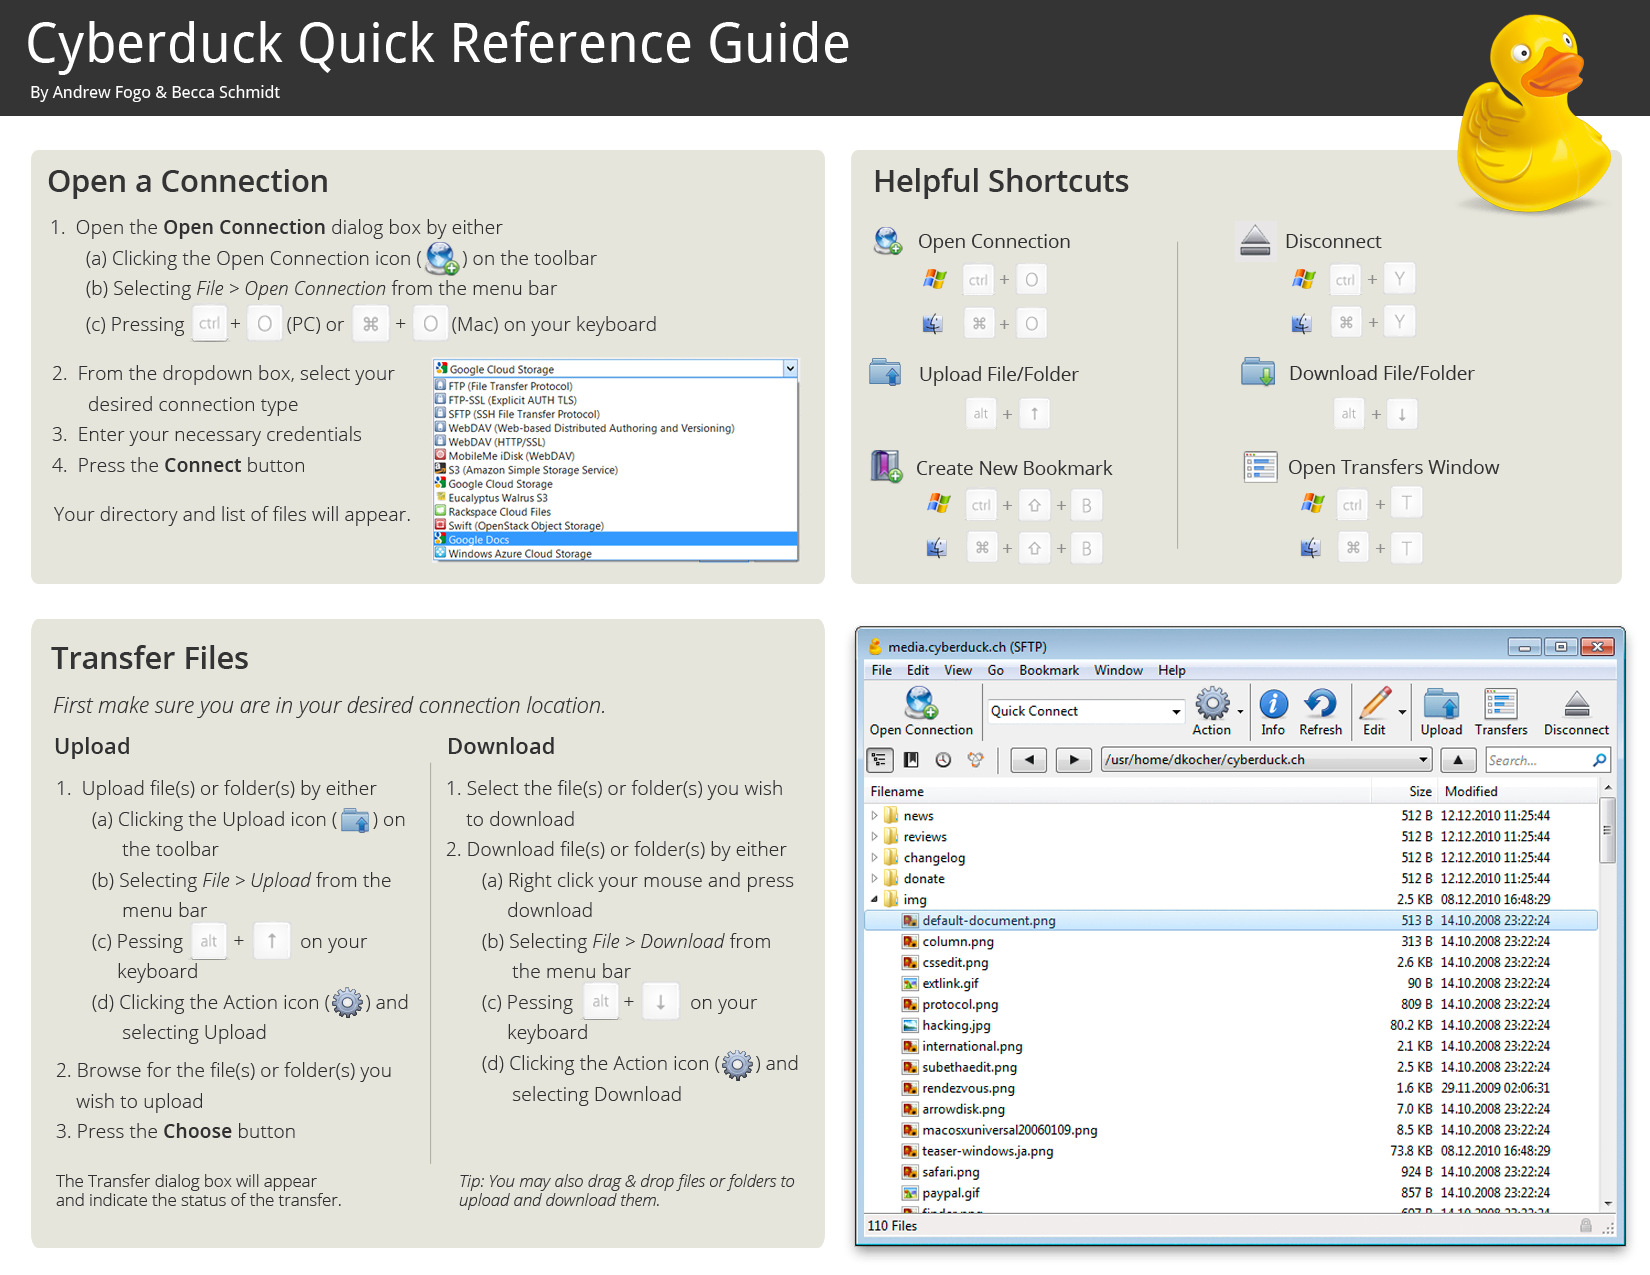 Cyberduck Quick Reference Guide
By Andrew Fogo & Becca Schmidt
Open a Connection
1. Open the Open Connection dialog box by either
(a) Clicking the Open Connection icon ( ) on the toolbar
(b) Selecting File > Open Connection from the menu bar
(c) Pressing ctrl + O (PC) or ⌘ + O (Mac) on your keyboard
2. From the dropdown box, select your
desired connection type
3. Enter your necessary credentials
4. Press the Connect button
Your directory and list of files will appear.
Google Cloud Storage
FTP (File Transfer Protocol)
FTP-SSL (Explicit AUTH TLS)
SFTP (SSH File Transfer Protocol)
WebDAV (Web-based Distributed Authoring and Versioning)
WebDAV (HTTP/SSL)
MobileMe iDisk (WebDAV)
S3 (Amazon Simple Storage Service)
Google Cloud Storage
Eucalyptus Walrus S3
Rackspace Cloud Files
Swift (OpenStack Object Storage)
Google Docs
Windows Azure Cloud Storage
Helpful Shortcuts
Open Connection
ctrl + O
⌘ + O
Upload File/Folder
alt + ↑
Create New Bookmark
ctrl + ⇧ + B
⌘ + ⇧ + B
Disconnect
ctrl + Y
⌘ + Y
Download File/Folder
alt + ↓
Open Transfers Window
ctrl + T
⌘ + T
Transfer Files
First make sure you are in your desired connection location.
Upload
1. Upload file(s) or folder(s) by either
(a) Clicking the Upload icon ( ) on
the toolbar
(b) Selecting File > Upload from the
menu bar
(c) Pessing alt + ↑ on your
keyboard
(d) Clicking the Action icon ( ) and
selecting Upload
2. Browse for the file(s) or folder(s) you
wish to upload
3. Press the Choose button
The Transfer dialog box will appear
and indicate the status of the transfer.
Download
1. Select the file(s) or folder(s) you wish
to download
2. Download file(s) or folder(s) by either
(a) Right click your mouse and press
download
(b) Selecting File > Download from
the menu bar
(c) Pessing alt + ↓ on your
keyboard
(d) Clicking the Action icon ( ) and
selecting Download
Tip: You may also drag & drop files or folders to
upload and download them.
media.cyberduck.ch (SFTP)
File Edit View Go Bookmark Window Help
Quick Connect
Open Connection Action Info Refresh Edit Upload Transfers Disconnect
/usr/home/dkocher/cyberduck.ch Search...
Filename Size Modified
news 512 B 12.12.2010 11:25:44
reviews 512 B 12.12.2010 11:25:44
changelog 512 B 12.12.2010 11:25:44
donate 512 B 12.12.2010 11:25:44
img 2.5 KB 08.12.2010 16:48:29
default-document.png 513 B 14.10.2008 23:22:24
column.png 313 B 14.10.2008 23:22:24
cssedit.png 2.6 KB 14.10.2008 23:22:24
extlink.gif 90 B 14.10.2008 23:22:24
protocol.png 809 B 14.10.2008 23:22:24
hacking.jpg 80.2 KB 14.10.2008 23:22:24
international.png 2.1 KB 14.10.2008 23:22:24
subethaedit.png 2.5 KB 14.10.2008 23:22:24
rendezvous.png 1.6 KB 29.11.2009 02:06:31
arrowdisk.png 7.0 KB 14.10.2008 23:22:24
macosxuniversal20060109.png 8.5 KB 14.10.2008 23:22:24
teaser-windows.ja.png 73.8 KB 08.12.2010 16:48:29
safari.png 924 B 14.10.2008 23:22:24
paypal.gif 857 B 14.10.2008 23:22:24
110 Files